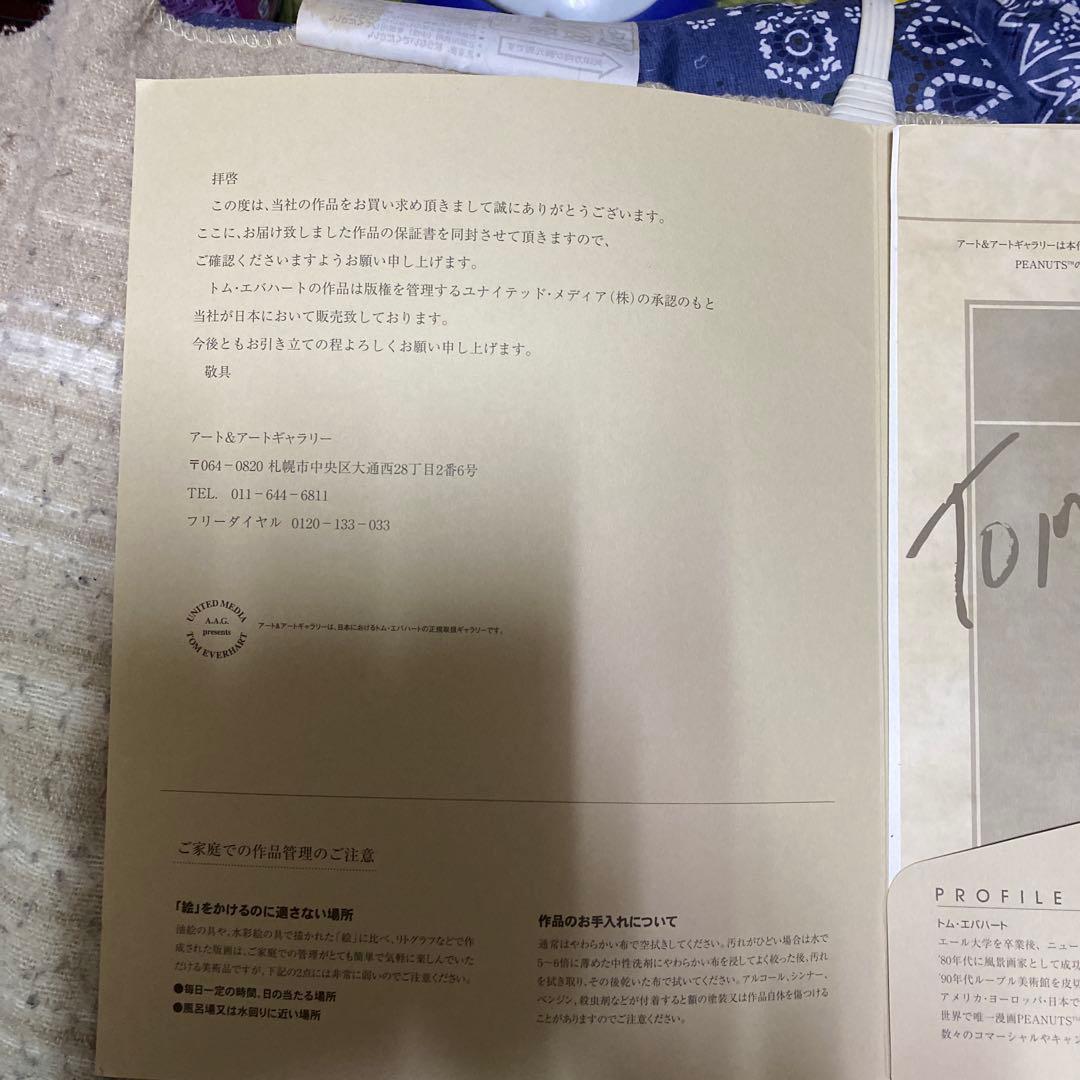 拝啓
この度は、当社の作品をお買い求め頂きまして誠にありがとうございます。
ここに、お届け致しました作品の保証書を同封させて頂きますので、
ご確認くださいますようお願い申し上げます。
トム・エバハートの作品は版権を管理するユナイテッド・メディア(株)の承認のもと
当社が日本において販売致しております。
今後ともお引き立ての程よろしくお願い申し上げます。
敬具
アート&アートギャラリー
〒064-0820 札幌市中央区大通西28丁目2番6号
TEL. 011-644-6811
フリーダイヤル 0120-133-033
UNITED MEDIA
A.A.G.
presents
TOM EVERHART
アート&アートギャラリーは、日本におけるトム・エバハートの正規取扱ギャラリーです。
ご家庭での作品管理のご注意
「絵」をかけるのに適さない場所
油絵の具や、水彩絵の具で描かれた「絵」に比べ、リトグラフなどで作
成された版画は、ご家庭での管理がとても簡単で気軽に楽しんでいた
だける美術品ですが、下記の2点には非常に弱いのでご注意ください。
●毎日一定の時間、日の当たる場所
●風呂場又は水回りに近い場所
作品のお手入れについて
通常はやわらかい布で空拭きしてください。汚れがひどい場合は水で
5〜6倍に薄めた中性洗剤にやわらかい布を浸してよく絞った後、汚れ
を拭き取り、その後乾いた布で拭いてください。アルコール、シンナー、
ベンジン、殺虫剤などが付着すると額の塗装又は作品自体を傷つける
ことがありますのでご注意ください。
アート&アートギャラリーは本
PEANUTS™の
TOM
PROFILE
トム・エバハート
エール大学を卒業後、ニュー
'80年代に風景画家として成功
'90年代ルーブル美術館を皮切
アメリカ・ヨーロッパ・日本で
世界で唯一漫画PEANUTS™
数々のコマーシャルやキャン